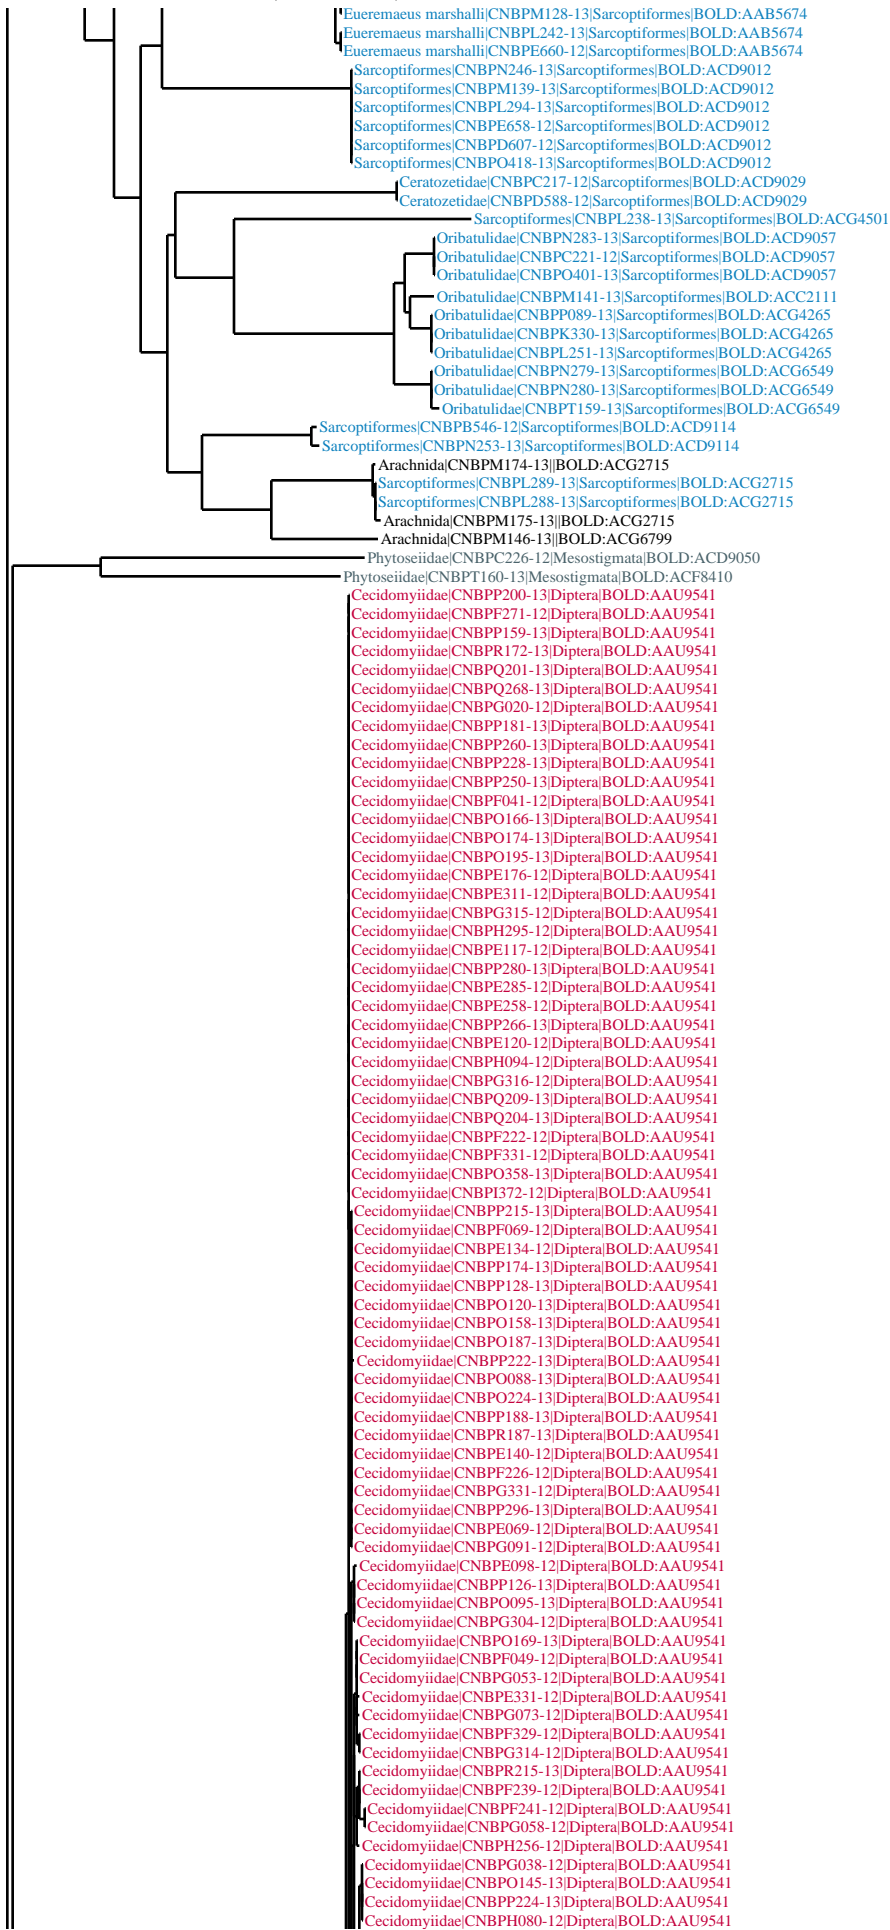 Eueremaeus marshalli|CNBPM128-13|Sarcoptiformes|BOLD:AAB5674
Eueremaeus marshalli|CNBPL242-13|Sarcoptiformes|BOLD:AAB5674
Eueremaeus marshalli|CNBPE660-12|Sarcoptiformes|BOLD:AAB5674
Sarcoptiformes|CNBPN246-13|Sarcoptiformes|BOLD:ACD9012
Sarcoptiformes|CNBPM139-13|Sarcoptiformes|BOLD:ACD9012
Sarcoptiformes|CNBPL294-13|Sarcoptiformes|BOLD:ACD9012
Sarcoptiformes|CNBPE658-12|Sarcoptiformes|BOLD:ACD9012
Sarcoptiformes|CNBPD607-12|Sarcoptiformes|BOLD:ACD9012
Sarcoptiformes|CNBPO418-13|Sarcoptiformes|BOLD:ACD9012
Ceratozetidae|CNBPC217-12|Sarcoptiformes|BOLD:ACD9029
Ceratozetidae|CNBPD588-12|Sarcoptiformes|BOLD:ACD9029
Sarcoptiformes|CNBPL238-13|Sarcoptiformes|BOLD:ACG4501
Oribatulidae|CNBPN283-13|Sarcoptiformes|BOLD:ACD9057
Oribatulidae|CNBPC221-12|Sarcoptiformes|BOLD:ACD9057
Oribatulidae|CNBPO401-13|Sarcoptiformes|BOLD:ACD9057
Oribatulidae|CNBPM141-13|Sarcoptiformes|BOLD:ACC2111
Oribatulidae|CNBPP089-13|Sarcoptiformes|BOLD:ACG4265
Oribatulidae|CNBPK330-13|Sarcoptiformes|BOLD:ACG4265
Oribatulidae|CNBPL251-13|Sarcoptiformes|BOLD:ACG4265
Oribatulidae|CNBPN279-13|Sarcoptiformes|BOLD:ACG6549
Oribatulidae|CNBPN280-13|Sarcoptiformes|BOLD:ACG6549
Oribatulidae|CNBPT159-13|Sarcoptiformes|BOLD:ACG6549
Sarcoptiformes|CNBPB546-12|Sarcoptiformes|BOLD:ACD9114
Sarcoptiformes|CNBPN253-13|Sarcoptiformes|BOLD:ACD9114
Arachnida|CNBPM174-13||BOLD:ACG2715
Sarcoptiformes|CNBPL289-13|Sarcoptiformes|BOLD:ACG2715
Sarcoptiformes|CNBPL288-13|Sarcoptiformes|BOLD:ACG2715
Arachnida|CNBPM175-13||BOLD:ACG2715
Arachnida|CNBPM146-13||BOLD:ACG6799
Phytoseiidae|CNBPC226-12|Mesostigmata|BOLD:ACD9050
Phytoseiidae|CNBPT160-13|Mesostigmata|BOLD:ACF8410
Cecidomyiidae|CNBPP200-13|Diptera|BOLD:AAU9541
Cecidomyiidae|CNBPF271-12|Diptera|BOLD:AAU9541
Cecidomyiidae|CNBPP159-13|Diptera|BOLD:AAU9541
Cecidomyiidae|CNBPR172-13|Diptera|BOLD:AAU9541
Cecidomyiidae|CNBPQ201-13|Diptera|BOLD:AAU9541
Cecidomyiidae|CNBPQ268-13|Diptera|BOLD:AAU9541
Cecidomyiidae|CNBPG020-12|Diptera|BOLD:AAU9541
Cecidomyiidae|CNBPP181-13|Diptera|BOLD:AAU9541
Cecidomyiidae|CNBPP260-13|Diptera|BOLD:AAU9541
Cecidomyiidae|CNBPP228-13|Diptera|BOLD:AAU9541
Cecidomyiidae|CNBPP250-13|Diptera|BOLD:AAU9541
Cecidomyiidae|CNBPF041-12|Diptera|BOLD:AAU9541
Cecidomyiidae|CNBPO166-13|Diptera|BOLD:AAU9541
Cecidomyiidae|CNBPO174-13|Diptera|BOLD:AAU9541
Cecidomyiidae|CNBPO195-13|Diptera|BOLD:AAU9541
Cecidomyiidae|CNBPE176-12|Diptera|BOLD:AAU9541
Cecidomyiidae|CNBPE311-12|Diptera|BOLD:AAU9541
Cecidomyiidae|CNBPG315-12|Diptera|BOLD:AAU9541
Cecidomyiidae|CNBPH295-12|Diptera|BOLD:AAU9541
Cecidomyiidae|CNBPE117-12|Diptera|BOLD:AAU9541
Cecidomyiidae|CNBPP280-13|Diptera|BOLD:AAU9541
Cecidomyiidae|CNBPE285-12|Diptera|BOLD:AAU9541
Cecidomyiidae|CNBPE258-12|Diptera|BOLD:AAU9541
Cecidomyiidae|CNBPP266-13|Diptera|BOLD:AAU9541
Cecidomyiidae|CNBPE120-12|Diptera|BOLD:AAU9541
Cecidomyiidae|CNBPH094-12|Diptera|BOLD:AAU9541
Cecidomyiidae|CNBPG316-12|Diptera|BOLD:AAU9541
Cecidomyiidae|CNBPQ209-13|Diptera|BOLD:AAU9541
Cecidomyiidae|CNBPQ204-13|Diptera|BOLD:AAU9541
Cecidomyiidae|CNBPF222-12|Diptera|BOLD:AAU9541
Cecidomyiidae|CNBPF331-12|Diptera|BOLD:AAU9541
Cecidomyiidae|CNBPO358-13|Diptera|BOLD:AAU9541
Cecidomyiidae|CNBPI372-12|Diptera|BOLD:AAU9541
Cecidomyiidae|CNBPP215-13|Diptera|BOLD:AAU9541
Cecidomyiidae|CNBPF069-12|Diptera|BOLD:AAU9541
Cecidomyiidae|CNBPE134-12|Diptera|BOLD:AAU9541
Cecidomyiidae|CNBPP174-13|Diptera|BOLD:AAU9541
Cecidomyiidae|CNBPP128-13|Diptera|BOLD:AAU9541
Cecidomyiidae|CNBPO120-13|Diptera|BOLD:AAU9541
Cecidomyiidae|CNBPO158-13|Diptera|BOLD:AAU9541
Cecidomyiidae|CNBPO187-13|Diptera|BOLD:AAU9541
Cecidomyiidae|CNBPP222-13|Diptera|BOLD:AAU9541
Cecidomyiidae|CNBPO088-13|Diptera|BOLD:AAU9541
Cecidomyiidae|CNBPO224-13|Diptera|BOLD:AAU9541
Cecidomyiidae|CNBPP188-13|Diptera|BOLD:AAU9541
Cecidomyiidae|CNBPR187-13|Diptera|BOLD:AAU9541
Cecidomyiidae|CNBPE140-12|Diptera|BOLD:AAU9541
Cecidomyiidae|CNBPF226-12|Diptera|BOLD:AAU9541
Cecidomyiidae|CNBPG331-12|Diptera|BOLD:AAU9541
Cecidomyiidae|CNBPP296-13|Diptera|BOLD:AAU9541
Cecidomyiidae|CNBPE069-12|Diptera|BOLD:AAU9541
Cecidomyiidae|CNBPG091-12|Diptera|BOLD:AAU9541
Cecidomyiidae|CNBPE098-12|Diptera|BOLD:AAU9541
Cecidomyiidae|CNBPP126-13|Diptera|BOLD:AAU9541
Cecidomyiidae|CNBPO095-13|Diptera|BOLD:AAU9541
Cecidomyiidae|CNBPG304-12|Diptera|BOLD:AAU9541
Cecidomyiidae|CNBPO169-13|Diptera|BOLD:AAU9541
Cecidomyiidae|CNBPF049-12|Diptera|BOLD:AAU9541
Cecidomyiidae|CNBPG053-12|Diptera|BOLD:AAU9541
Cecidomyiidae|CNBPE331-12|Diptera|BOLD:AAU9541
Cecidomyiidae|CNBPG073-12|Diptera|BOLD:AAU9541
Cecidomyiidae|CNBPF329-12|Diptera|BOLD:AAU9541
Cecidomyiidae|CNBPG314-12|Diptera|BOLD:AAU9541
Cecidomyiidae|CNBPR215-13|Diptera|BOLD:AAU9541
Cecidomyiidae|CNBPF239-12|Diptera|BOLD:AAU9541
Cecidomyiidae|CNBPF241-12|Diptera|BOLD:AAU9541
Cecidomyiidae|CNBPG058-12|Diptera|BOLD:AAU9541
Cecidomyiidae|CNBPH256-12|Diptera|BOLD:AAU9541
Cecidomyiidae|CNBPG038-12|Diptera|BOLD:AAU9541
Cecidomyiidae|CNBPO145-13|Diptera|BOLD:AAU9541
Cecidomyiidae|CNBPP224-13|Diptera|BOLD:AAU9541
Cecidomyiidae|CNBPH080-12|Diptera|BOLD:AAU9541